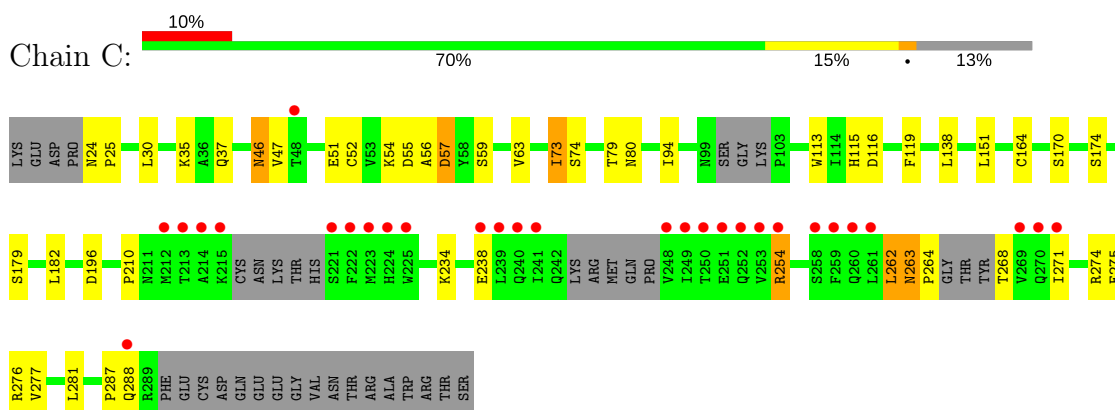 10%
Chain C:
70% 15% • 13%
LYS GLU ASP PRO N24 P25 L30 K35 A36 Q37 N46 V47 T48 E51 C52 V53 K54 D55 A56 D57 Y58 S59 V63 I73 S74 T79 N80 I94 N99 SER GLY LYS P103 W113 I114 H115 D116 F119 L138 L151 C164 S170 S174
S179 L182 D196 P210 N211 M212 T213 A214 K215 CYS ASN LYS THR HIS S221 F222 M223 H224 W225 K234 E238 L239 Q240 I241 Q242 LYS ARG MET GLN PRO V248 I249 T250 E251 Q252 V253 R254 S258 F259 Q260 L261 L262 N263 P264 GLY THR TYR T268 V269 Q270 I271 R274
R276 V277 L281 P287 Q288 R289 PHE GLU CYS ASP GLN GLU GLU GLY VAL ASN THR ARG ALA TRP ARG THR SER